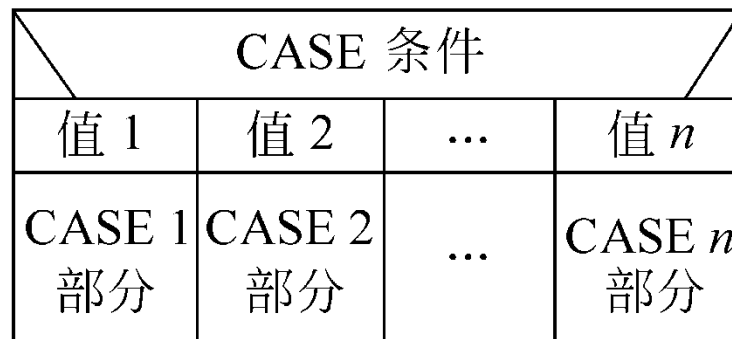 CASE 条件
值 1 值 2 … 值 n
CASE 1 CASE 2 … CASE n
部分 部分 部分